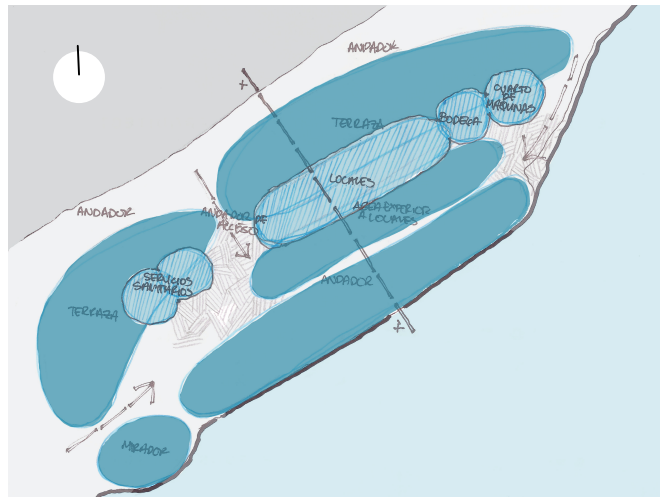 ANDADOR
CUARTO
DE
MAQUINAS
BODEGA
TERRAZA
LOCALES
ANDADOR
ANDADOR DE
ACCESO
AREA EXTERIOR
A LOCALES
SERVICIOS
SANITARIOS
ANDADOR
TERRAZA
MIRADOR
X
X